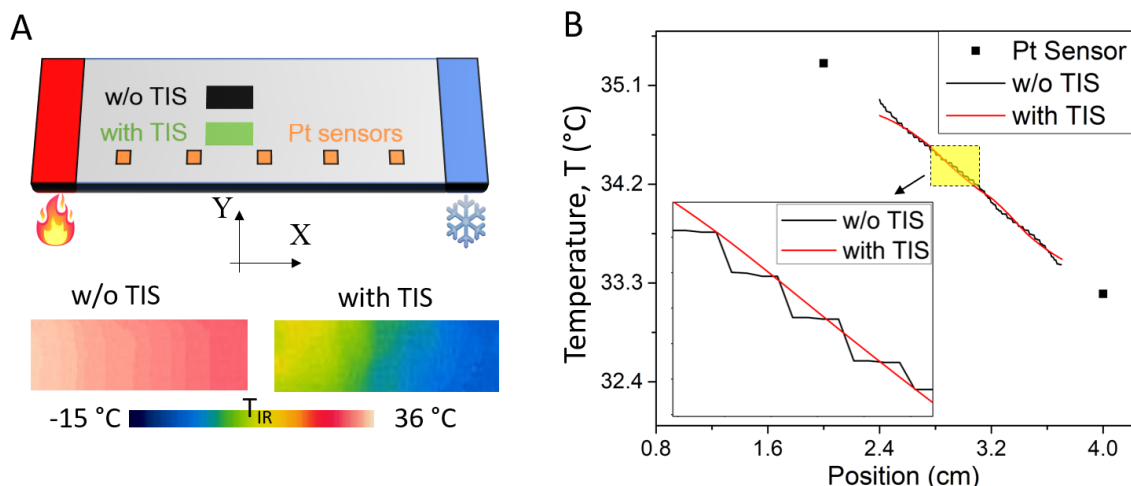 A
w/o TIS
with TIS
Pt sensors
Y
X
w/o TIS
with TIS
-15 °C
T_IR
36 °C
B
Pt Sensor
w/o TIS
with TIS
w/o TIS
with TIS
Temperature, T (°C)
35.1
34.2
33.3
32.4
0.8
1.6
2.4
3.2
4.0
Position (cm)